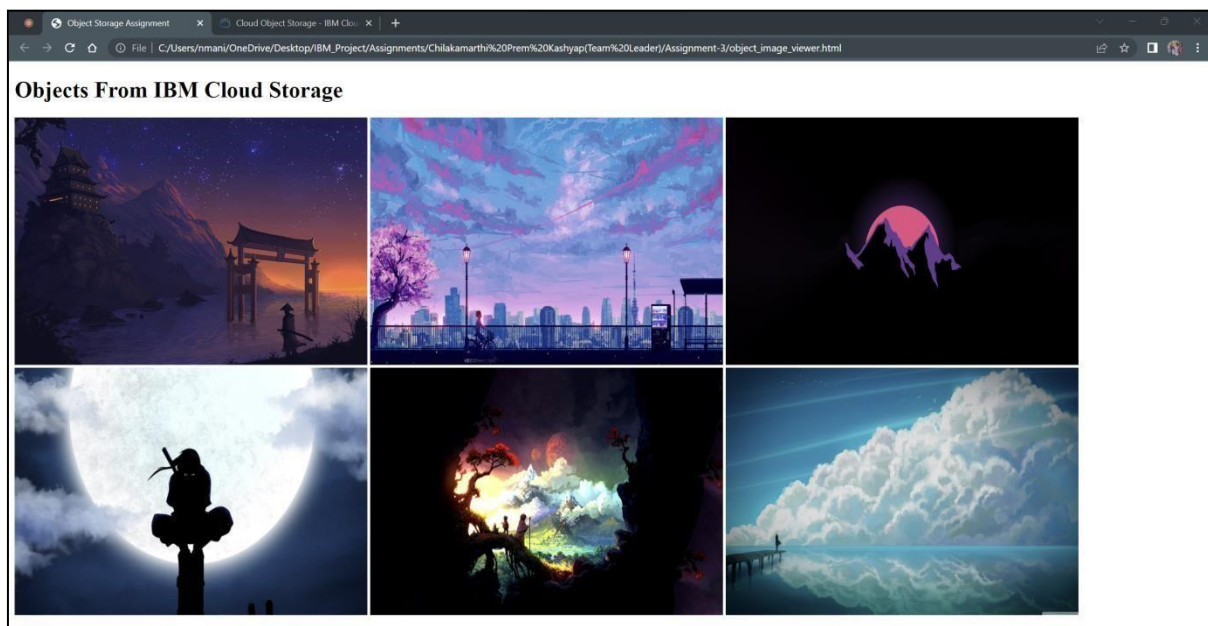 Object Storage Assignment
Cloud Object Storage - IBM Clou
File | C:/Users/nmani/OneDrive/Desktop/IBM_Project/Assignments/Chilakamarthi%20Prem%20Kashyap(Team%20Leader)/Assignment-3/object_image_viewer.html
Objects From IBM Cloud Storage